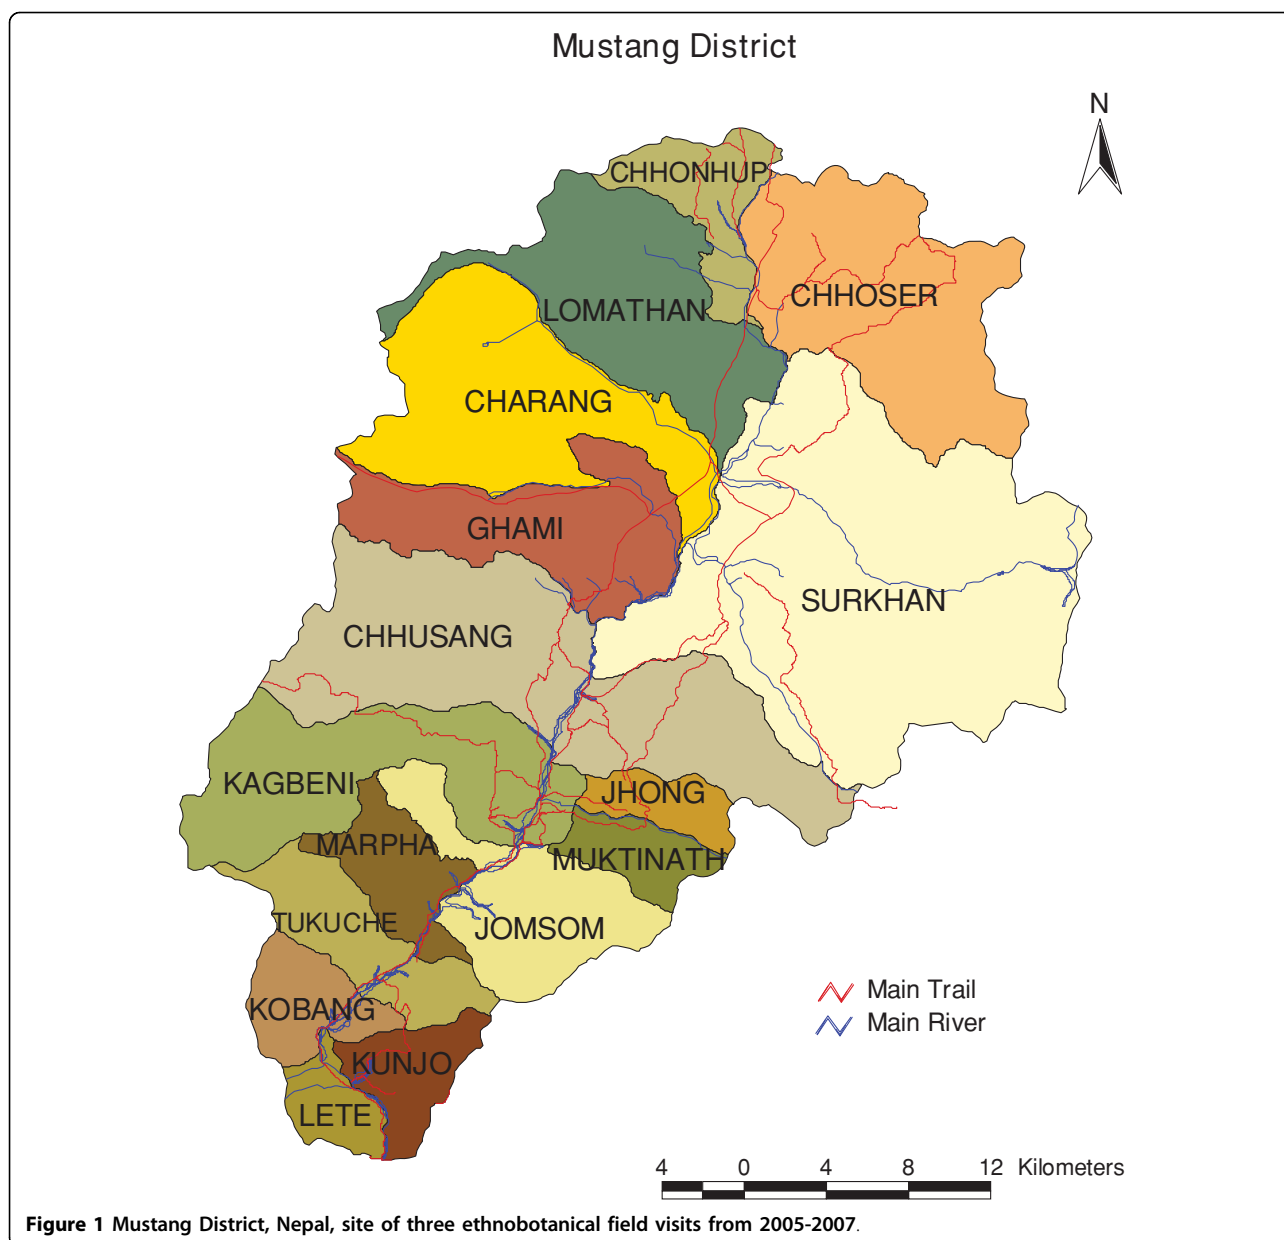 Mustang District
N
CHHONHUP
CHHOSER
LOMATHAN
CHARANG
GHAMI
SURKHAN
CHHUSANG
KAGBENI
JHONG
MARPHA
MUKTINATH
TUKUCHE
JOMSOM
Main Trail
KOBANG
Main River
KUNJO
LETE
4 0 4 8 12 Kilometers
Figure 1 Mustang District, Nepal, site of three ethnobotanical field visits from 2005-2007.